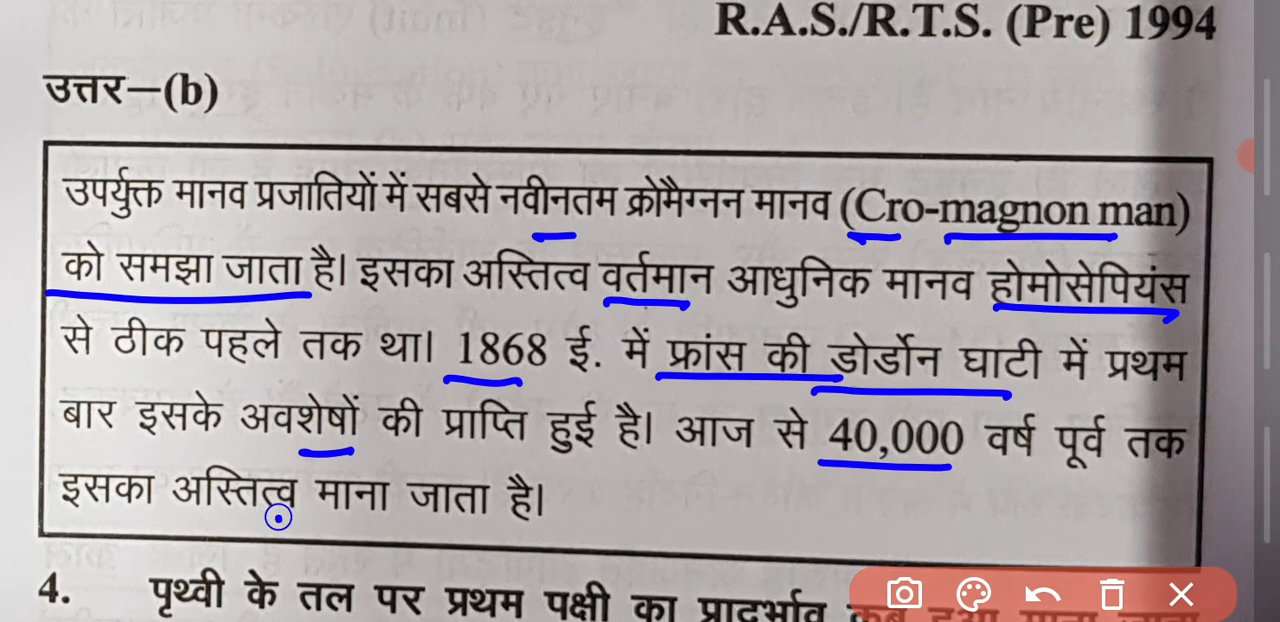 R.A.S./R.T.S. (Pre) 1994
उत्तर—(b)
उपर्युक्त मानव प्रजातियों में सबसे नवीनतम क्रोमैग्नन मानव (Cro-magnon man)
को समझा जाता है। इसका अस्तित्व वर्तमान आधुनिक मानव होमोसेपियंस
से ठीक पहले तक था। 1868 ई. में फ्रांस की डोर्डोन घाटी में प्रथम
बार इसके अवशेषों की प्राप्ति हुई है। आज से 40,000 वर्ष पूर्व तक
इसका अस्तित्व माना जाता है।
4. पृथ्वी के तल पर प्रथम पक्षी का प्रादुर्भाव कब हुआ माना जाता